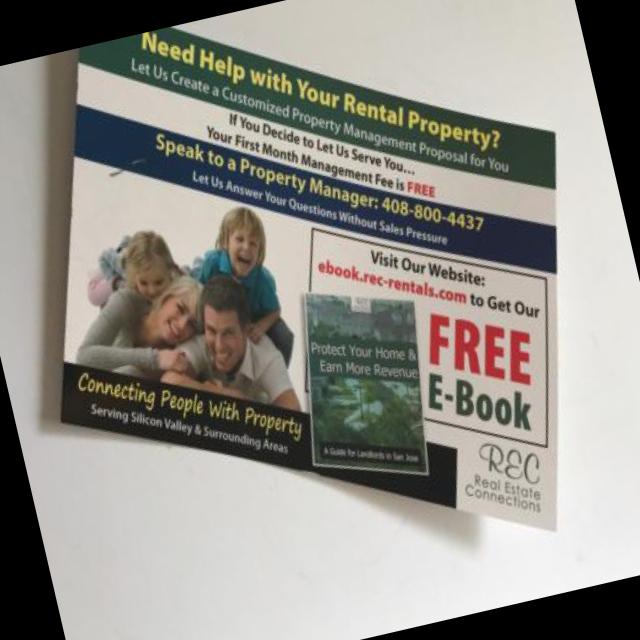 Need Help with Your Rental Property?
Let Us Create a Customized Property Management Proposal for You
If You Decide to Let Us Serve You...
Your First Month Management Fee is FREE
Speak to a Property Manager: 408-800-4437
Let Us Answer Your Questions Without Sales Pressure
Visit Our Website:
ebook.rec-rentals.com to Get Our
FREE
E-Book
Protect Your Home &
Earn More Revenue
A Guide for Landlords in San Jose
Connecting People With Property
Serving Silicon Valley & Surrounding Areas
REC
Real Estate
Connections